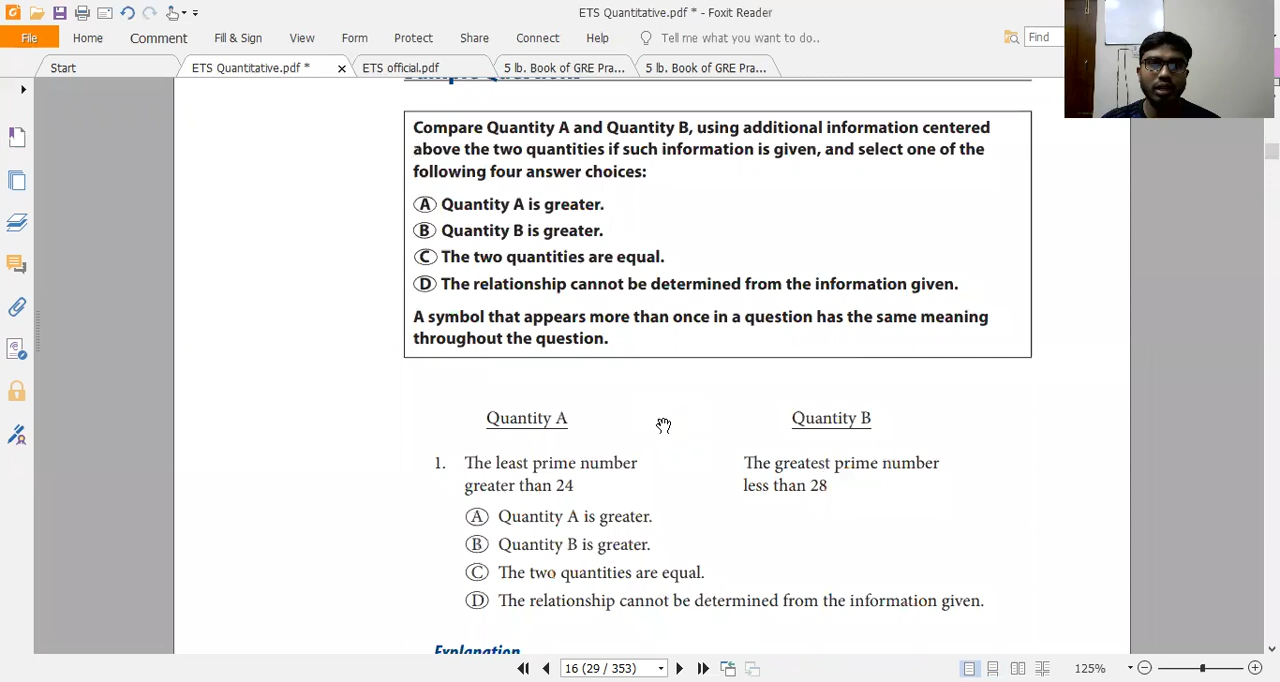 ETS Quantitative.pdf * - Foxit Reader
File Home Comment Fill & Sign View Form Protect Share Connect Help Tell me what you want to do.. Find
Start ETS Quantitative.pdf * ETS official.pdf 5 lb. Book of GRE Pra... 5 lb. Book of GRE Pra...
Sample Questions
Compare Quantity A and Quantity B, using additional information centered
above the two quantities if such information is given, and select one of the
following four answer choices:
A Quantity A is greater.
B Quantity B is greater.
C The two quantities are equal.
D The relationship cannot be determined from the information given.
A symbol that appears more than once in a question has the same meaning
throughout the question.
Quantity A Quantity B
1. The least prime number The greatest prime number
greater than 24 less than 28
A Quantity A is greater.
B Quantity B is greater.
C The two quantities are equal.
D The relationship cannot be determined from the information given.
Explanation
16 (29 / 353) 125%